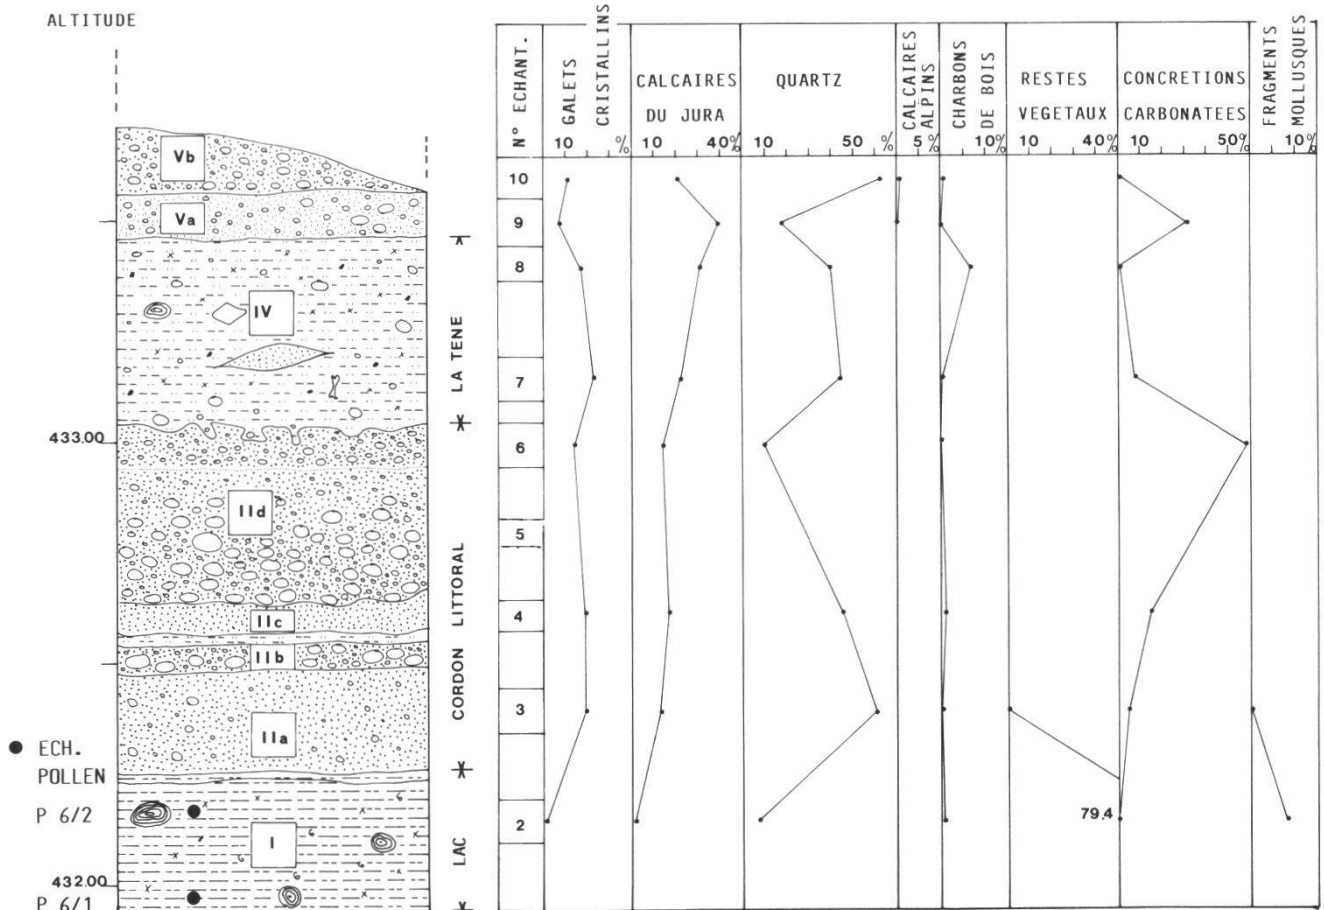 ALTITUDE
N° ECHANT.
GALETS
CRISTALLINS
10 %
CALCAIRES
DU JURA
10 40%
QUARTZ
10 50 %
CALCAIRES
ALPINS
5 %
CHARBONS
DE BOIS
10%
RESTES
VEGETAUX
10 40%
CONCRETIONS
CARBONATEES
10 50%
FRAGMENTS
MOLLUSQUES
10%
Vb
10
Va
9
8
IV
LA TENE
7
433.00
6
IId
5
CORDON LITTORAL
IIc
4
IIb
3
IIa
● ECH.
POLLEN
P 6/2
79.4
2
I
LAC
432.00
P 6/1